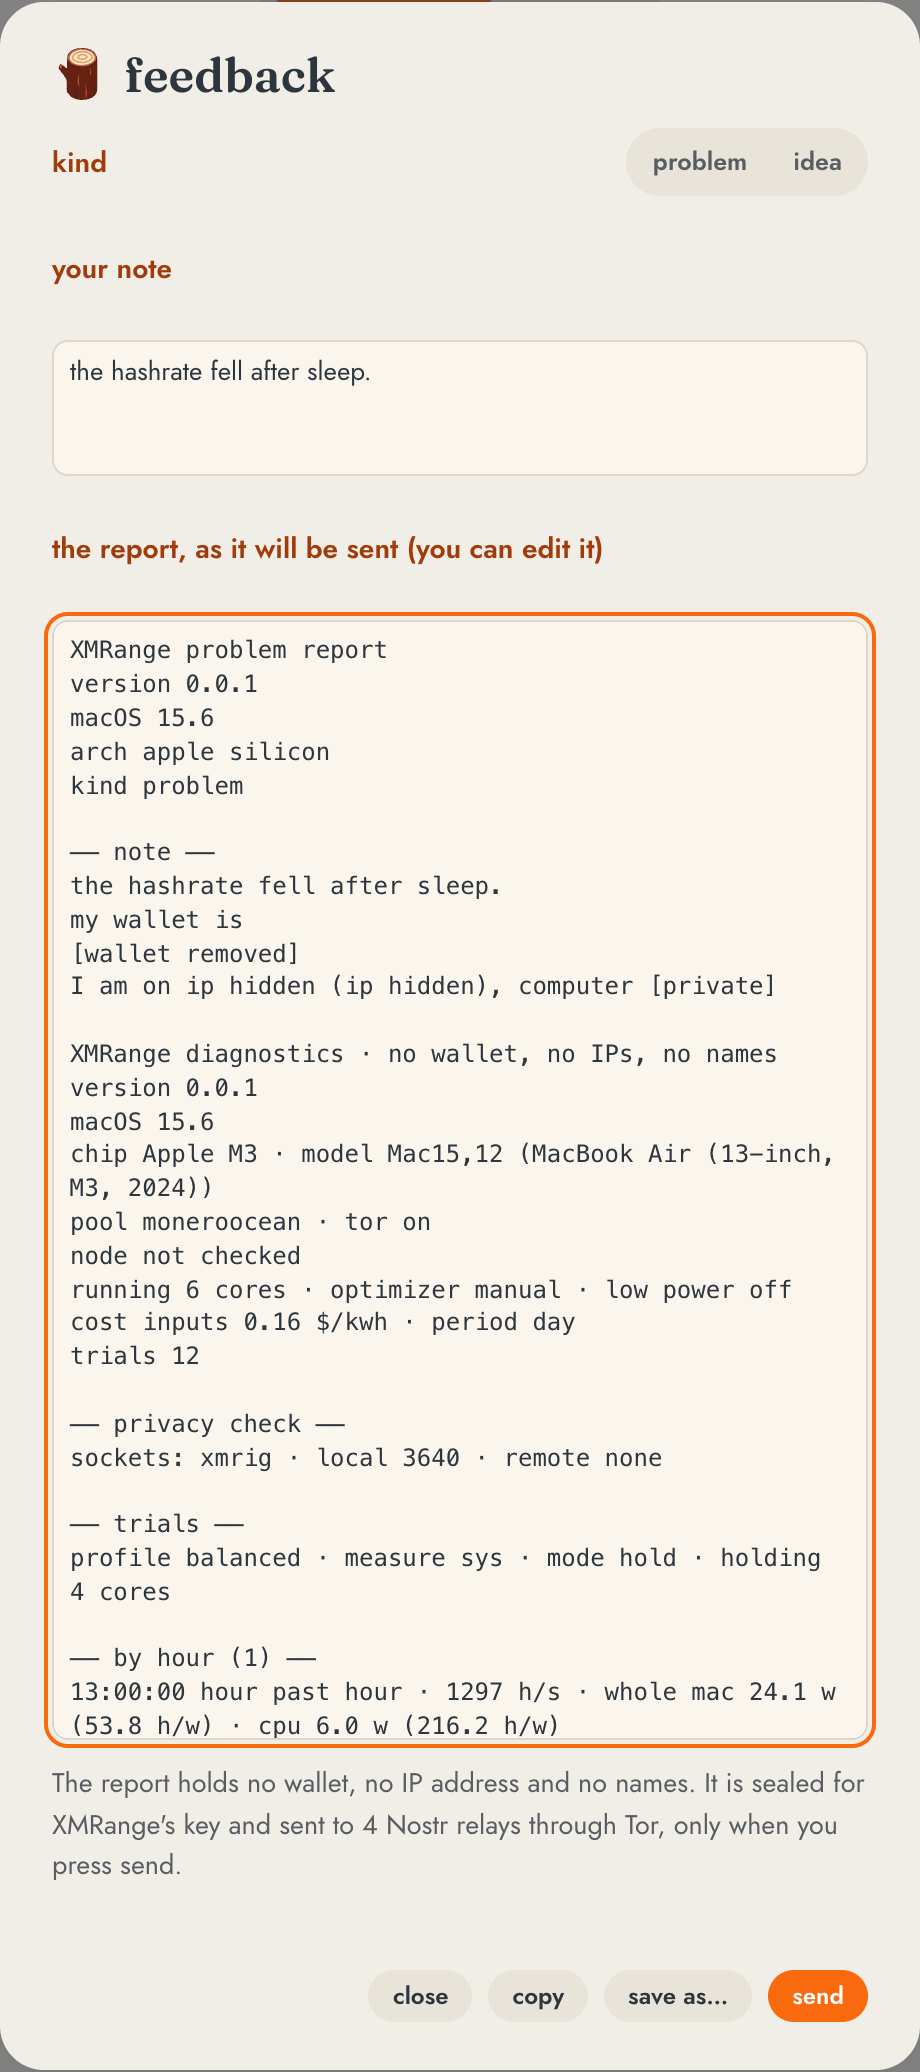 feedback
kind
problem idea
your note
the hashrate fell after sleep.
the report, as it will be sent (you can edit it)
XMRange problem report
version 0.0.1
macOS 15.6
arch apple silicon
kind problem
—— note ——
the hashrate fell after sleep.
my wallet is
[wallet removed]
I am on ip hidden (ip hidden), computer [private]
XMRange diagnostics · no wallet, no IPs, no names
version 0.0.1
macOS 15.6
chip Apple M3 · model Mac15,12 (MacBook Air (13-inch,
M3, 2024))
pool moneroocean · tor on
node not checked
running 6 cores · optimizer manual · low power off
cost inputs 0.16 $/kwh · period day
trials 12
—— privacy check ——
sockets: xmrig · local 3640 · remote none
—— trials ——
profile balanced · measure sys · mode hold · holding
4 cores
—— by hour (1) ——
13:00:00 hour past hour · 1297 h/s · whole mac 24.1 w
(53.8 h/w) · cpu 6.0 w (216.2 h/w)
The report holds no wallet, no IP address and no names. It is sealed for
XMRange's key and sent to 4 Nostr relays through Tor, only when you
press send.
close copy save as... send